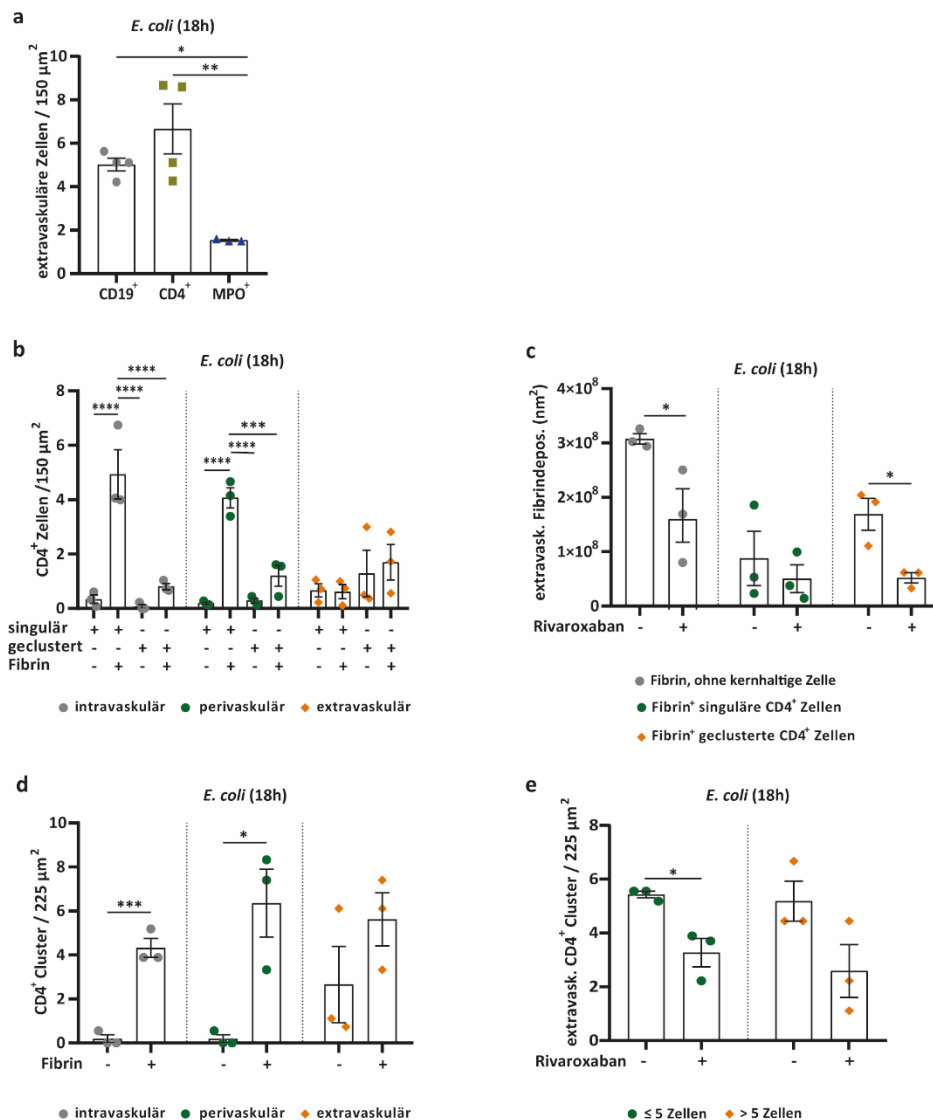 a
E. coli (18h)
extravaskuläre Zellen / 150 µm²
10
8
6
4
2
0
*
**
CD19⁺ CD4⁺ MPO⁺
b
E. coli (18h)
CD4⁺ Zellen /150 µm²
8
6
4
2
0
**** **** **** **** **** ***
singulär + + - - + + - - + + - -
geclustert - - + + - - + + - - + +
Fibrin - + - + - + - + - + - +
intravaskulär perivaskulär extravaskulär
c
E. coli (18h)
extravask. Fibrindepos. (nm²)
4×10⁸
3×10⁸
2×10⁸
1×10⁸
0
* *
Rivaroxaban - + - + - +
Fibrin, ohne kernhaltige Zelle
Fibrin⁺ singuläre CD4⁺ Zellen
Fibrin⁺ geclusterte CD4⁺ Zellen
d
E. coli (18h)
CD4⁺ Cluster / 225 µm²
10
8
6
4
2
0
*** *
Fibrin - + - + - +
intravaskulär perivaskulär extravaskulär
e
E. coli (18h)
extravask. CD4⁺ Cluster / 225 µm²
8
6
4
2
0
*
Rivaroxaban - + - +
≤ 5 Zellen > 5 Zellen